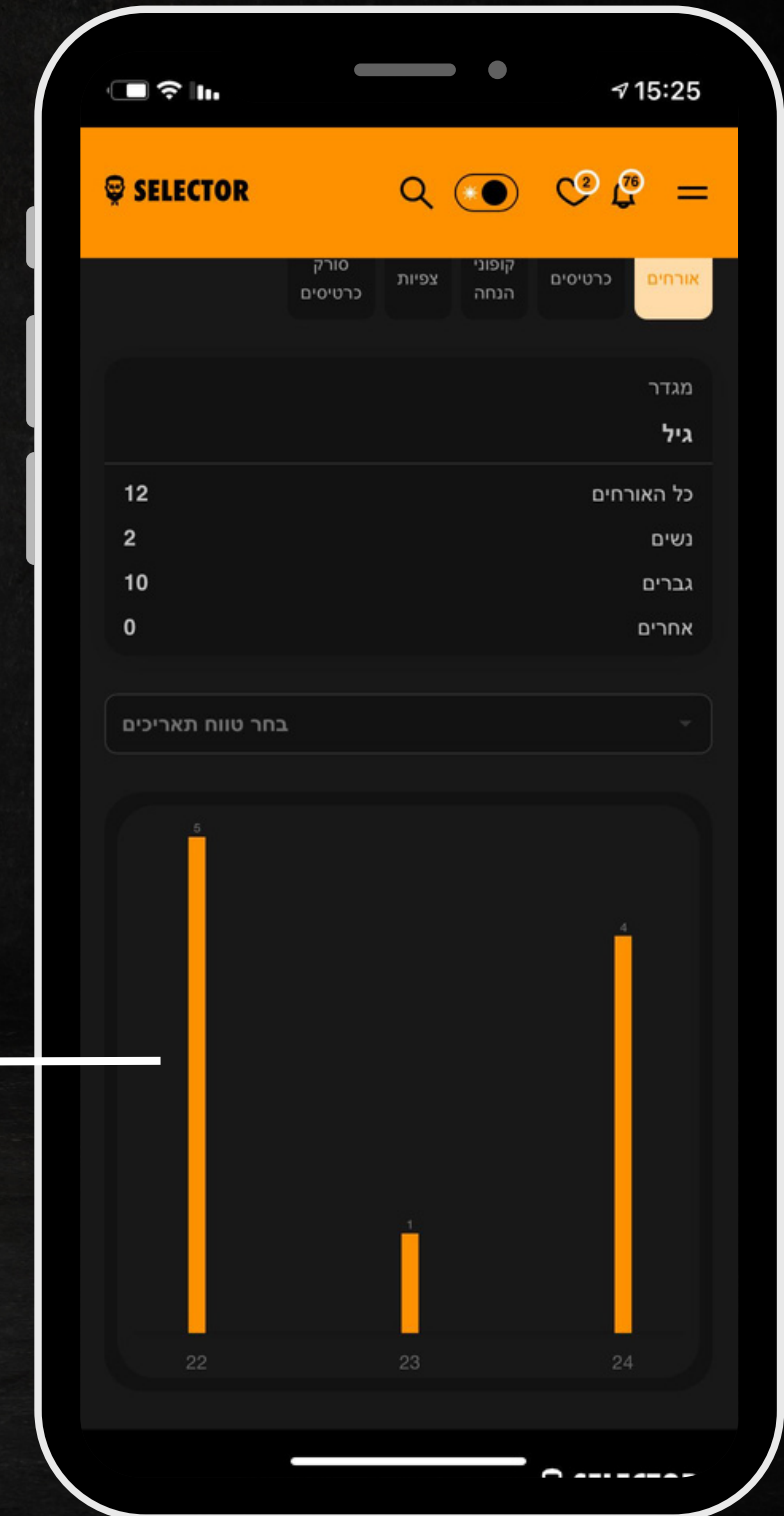 15:25
SELECTOR
2
76
אורחים
כרטיסים
קופוני
הנחה
צפיות
סורק
כרטיסים
מגדר
גיל
כל האורחים 12
נשים 2
גברים 10
אחרים 0
בחר טווח תאריכים
5
1
4
22
23
24